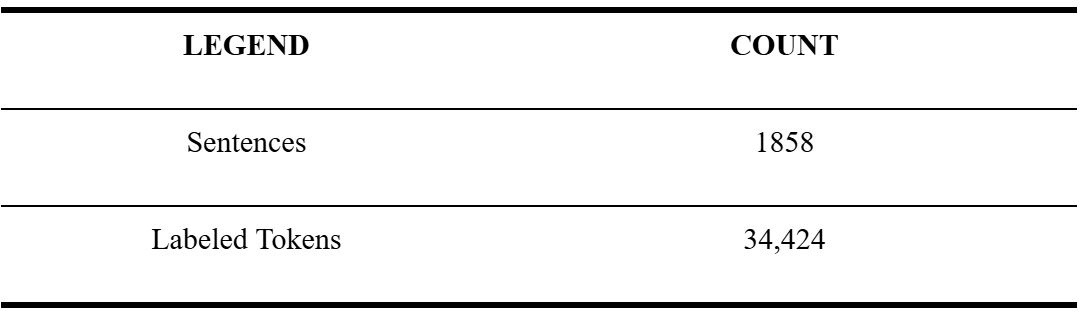 LEGEND COUNT
Sentences 1858
Labeled Tokens 34,424